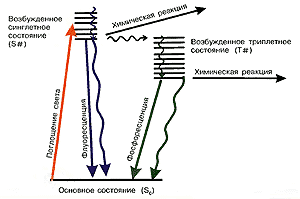 Возбужденное
синглетное
состояние
(S#)
Химическая реакция
Возбужденное триплетное
состояние (T#)
Химическая реакция
Поглощение света
Флуоресценция
Фосфоресценция
Основное состояние (S₀)